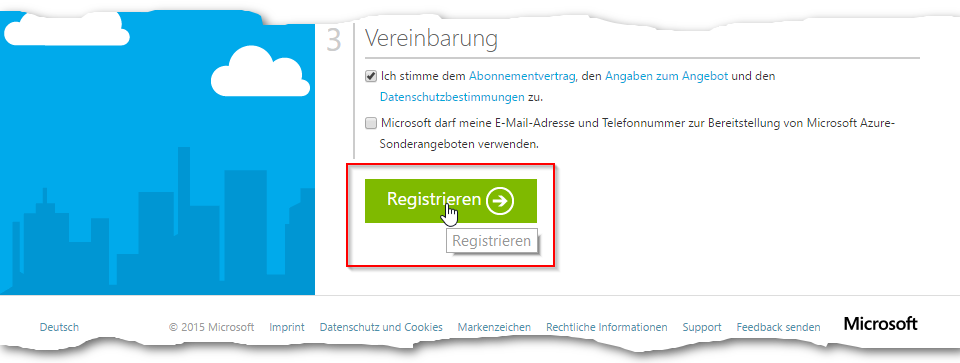 3 Vereinbarung
Ich stimme dem Abonnementvertrag, den Angaben zum Angebot und den
Datenschutzbestimmungen zu.
Microsoft darf meine E-Mail-Adresse und Telefonnummer zur Bereitstellung von Microsoft Azure-
Sonderangeboten verwenden.
Registrieren
Registrieren
Deutsch © 2015 Microsoft Imprint Datenschutz und Cookies Markenzeichen Rechtliche Informationen Support Feedback senden Microsoft